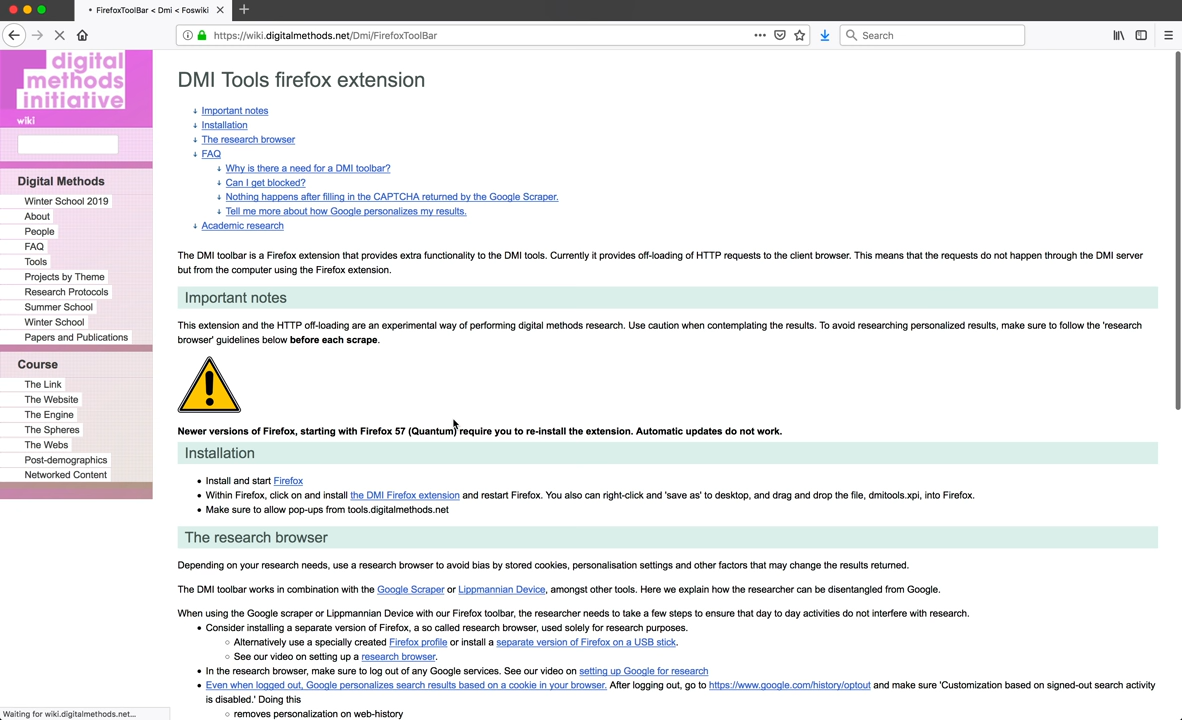 FirefoxToolBar < Dmi < Foswiki
https://wiki.digitalmethods.net/Dmi/FirefoxToolBar
Search
digital
methods
initiative
wiki
Digital Methods
Winter School 2019
About
People
FAQ
Tools
Projects by Theme
Research Protocols
Summer School
Winter School
Papers and Publications
Course
The Link
The Website
The Engine
The Spheres
The Webs
Post-demographics
Networked Content
DMI Tools firefox extension
↓ Important notes
↓ Installation
↓ The research browser
↓ FAQ
↓ Why is there a need for a DMI toolbar?
↓ Can I get blocked?
↓ Nothing happens after filling in the CAPTCHA returned by the Google Scraper.
↓ Tell me more about how Google personalizes my results.
↓ Academic research
The DMI toolbar is a Firefox extension that provides extra functionality to the DMI tools. Currently it provides off-loading of HTTP requests to the client browser. This means that the requests do not happen through the DMI server
but from the computer using the Firefox extension.
Important notes
This extension and the HTTP off-loading are an experimental way of performing digital methods research. Use caution when contemplating the results. To avoid researching personalized results, make sure to follow the 'research
browser' guidelines below before each scrape.
Newer versions of Firefox, starting with Firefox 57 (Quantum) require you to re-install the extension. Automatic updates do not work.
Installation
• Install and start Firefox
• Within Firefox, click on and install the DMI Firefox extension and restart Firefox. You also can right-click and 'save as' to desktop, and drag and drop the file, dmitools.xpi, into Firefox.
• Make sure to allow pop-ups from tools.digitalmethods.net
The research browser
Depending on your research needs, use a research browser to avoid bias by stored cookies, personalisation settings and other factors that may change the results returned.
The DMI toolbar works in combination with the Google Scraper or Lippmannian Device, amongst other tools. Here we explain how the researcher can be disentangled from Google.
When using the Google scraper or Lippmannian Device with our Firefox toolbar, the researcher needs to take a few steps to ensure that day to day activities do not interfere with research.
• Consider installing a separate version of Firefox, a so called research browser, used solely for research purposes.
◦ Alternatively use a specially created Firefox profile or install a separate version of Firefox on a USB stick.
◦ See our video on setting up a research browser.
• In the research browser, make sure to log out of any Google services. See our video on setting up Google for research
• Even when logged out, Google personalizes search results based on a cookie in your browser. After logging out, go to https://www.google.com/history/optout and make sure 'Customization based on signed-out search activity
is disabled.' Doing this
◦ removes personalization on web-history
Waiting for wiki.digitalmethods.net...